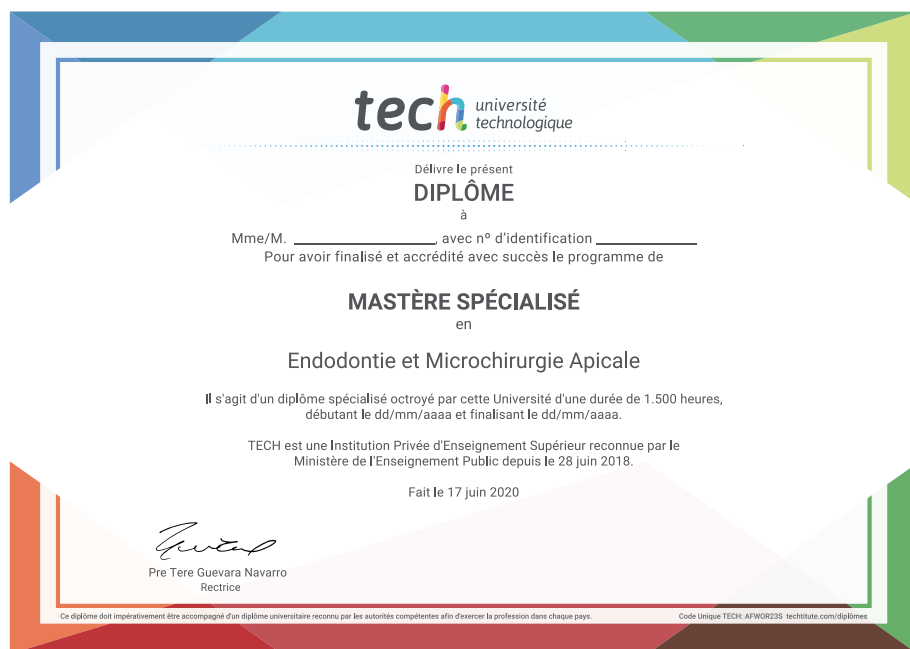 tech université
technologique
Délivre le présent
DIPLÔME
à
Mme/M. , avec nº d'identification
Pour avoir finalisé et accrédité avec succès le programme de
MASTÈRE SPÉCIALISÉ
en
Endodontie et Microchirurgie Apicale
Il s'agit d'un diplôme spécialisé octroyé par cette Université d'une durée de 1.500 heures,
débutant le dd/mm/aaaa et finalisant le dd/mm/aaaa.
TECH est une Institution Privée d'Enseignement Supérieur reconnue par le
Ministère de l'Enseignement Public depuis le 28 juin 2018.
Fait le 17 juin 2020
Pre Tere Guevara Navarro
Rectrice
Ce diplôme doit impérativement être accompagné d'un diplôme universitaire reconnu par les autorités compétentes afin d'exercer la profession dans chaque pays.
Code Unique TECH: AFWOR23S techtitute.com/diplômes